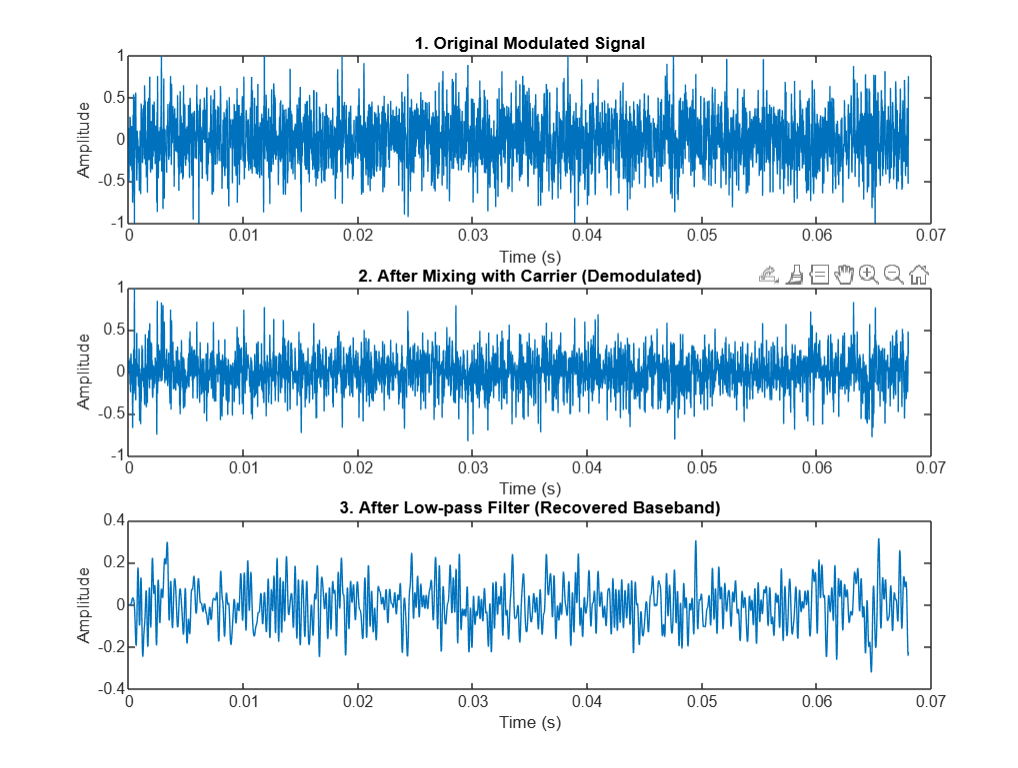 1. Original Modulated Signal
1
0.5
0
-0.5
-1
Amplitude
0 0.01 0.02 0.03 0.04 0.05 0.06 0.07
Time (s)
2. After Mixing with Carrier (Demodulated)
1
0.5
0
-0.5
-1
Amplitude
0 0.01 0.02 0.03 0.04 0.05 0.06 0.07
Time (s)
3. After Low-pass Filter (Recovered Baseband)
0.4
0.2
0
-0.2
-0.4
Amplitude
0 0.01 0.02 0.03 0.04 0.05 0.06 0.07
Time (s)